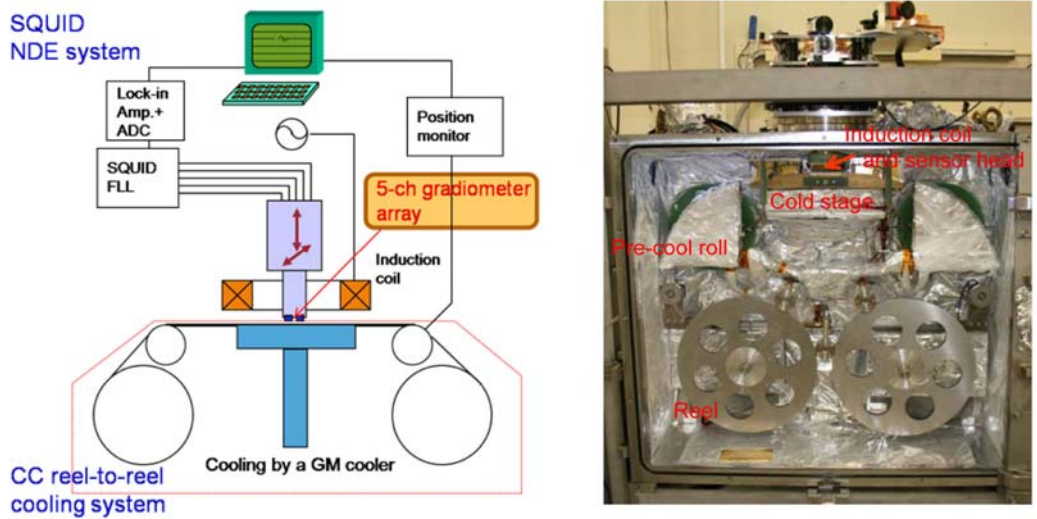 SQUID
NDE system
Lock-in
Amp.+
ADC
Position
monitor
SQUID
FLL
5-ch gradiometer
array
Induction
coil
Cooling by a GM cooler
CC reel-to-reel
cooling system
Induction coil
and sensor head
Cold stage
Pre-cool roll
Reel